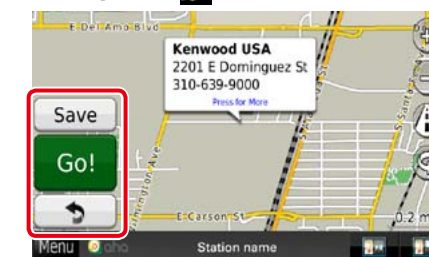 E Del Amo Blvd
Kenwood USA
2201 E Dominguez St
310-639-9000
Press for More
Save
Go!
E Carson St
0.2 m
Menu aha Station name